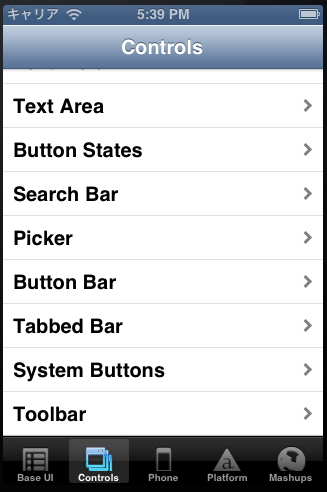 キャリア 5:39 PM
Controls
Text Area
Button States
Search Bar
Picker
Button Bar
Tabbed Bar
System Buttons
Toolbar
Base UI Controls Phone Platform Mashups